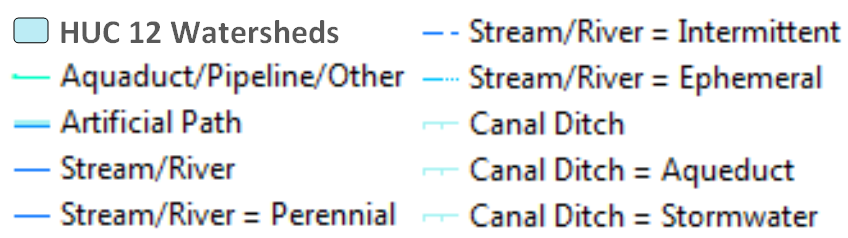 HUC 12 Watersheds
Aquaduct/Pipeline/Other
Artificial Path
Stream/River
Stream/River = Perennial
Stream/River = Intermittent
Stream/River = Ephemeral
Canal Ditch
Canal Ditch = Aqueduct
Canal Ditch = Stormwater